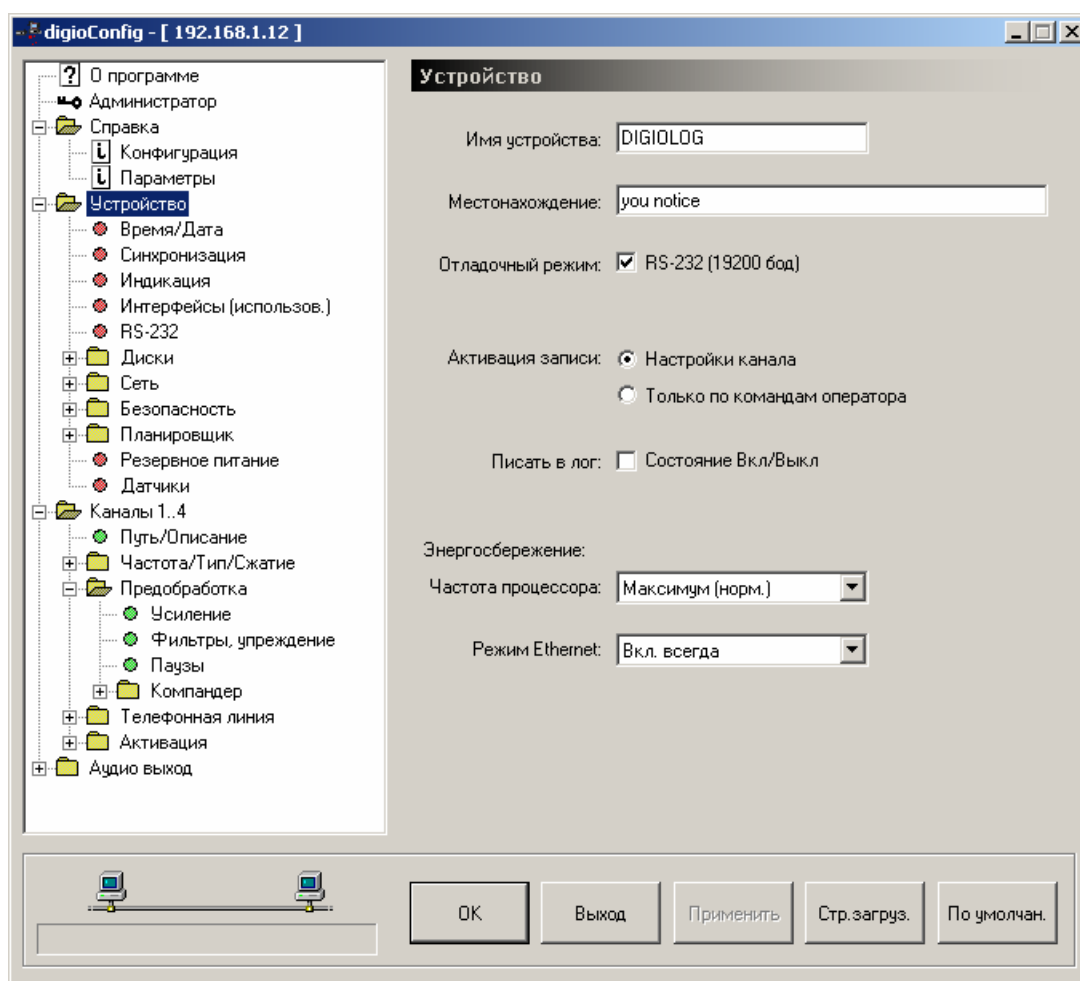 digioConfig - [ 192.168.1.12 ]
? О программе
Администратор
Справка
i Конфигурация
i Параметры
Устройство
Время/Дата
Синхронизация
Индикация
Интерфейсы (использов.)
RS-232
Диски
Сеть
Безопасность
Планировщик
Резервное питание
Датчики
Каналы 1..4
Путь/Описание
Частота/Тип/Сжатие
Предобработка
Усиление
Фильтры, упреждение
Паузы
Компандер
Телефонная линия
Активация
Аудио выход
Устройство
Имя устройства: DIGIOLOG
Местонахождение: you notice
Отладочный режим: RS-232 (19200 бод)
Активация записи: Настройки канала
Только по командам оператора
Писать в лог: Состояние Вкл/Выкл
Энергосбережение:
Частота процессора: Максимум (норм.)
Режим Ethernet: Вкл. всегда
OK Выход Применить Стр.загруз. По умолчан.